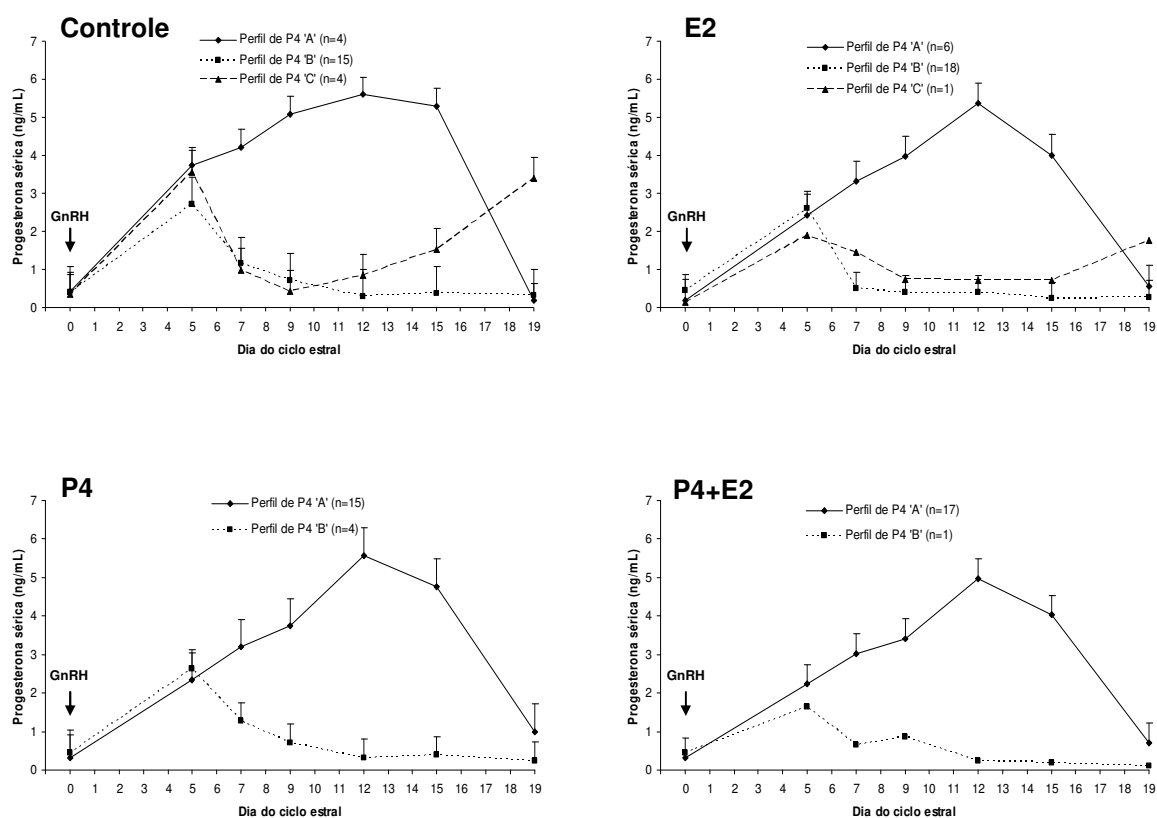 Controle
Perfil de P4 'A' (n=4)
Perfil de P4 'B' (n=15)
Perfil de P4 'C' (n=4)
Progesterona sérica (ng/mL)
7
6
5
4
3
2
1
0
GnRH
0 1 2 3 4 5 6 7 8 9 10 11 12 13 14 15 16 17 18 19
Dia do ciclo estral
E2
Perfil de P4 'A' (n=6)
Perfil de P4 'B' (n=18)
Perfil de P4 'C' (n=1)
Progesterona sérica (ng/mL)
7
6
5
4
3
2
1
0
GnRH
0 1 2 3 4 5 6 7 8 9 10 11 12 13 14 15 16 17 18 19
Dia do ciclo estral
P4
Perfil de P4 'A' (n=15)
Perfil de P4 'B' (n=4)
Progesterona sérica (ng/mL)
7
6
5
4
3
2
1
0
GnRH
0 1 2 3 4 5 6 7 8 9 10 11 12 13 14 15 16 17 18 19
Dia do ciclo estral
P4+E2
Perfil de P4 'A' (n=17)
Perfil de P4 'B' (n=1)
Progesterona sérica (ng/mL)
7
6
5
4
3
2
1
0
GnRH
0 1 2 3 4 5 6 7 8 9 10 11 12 13 14 15 16 17 18 19
Dia do ciclo estral